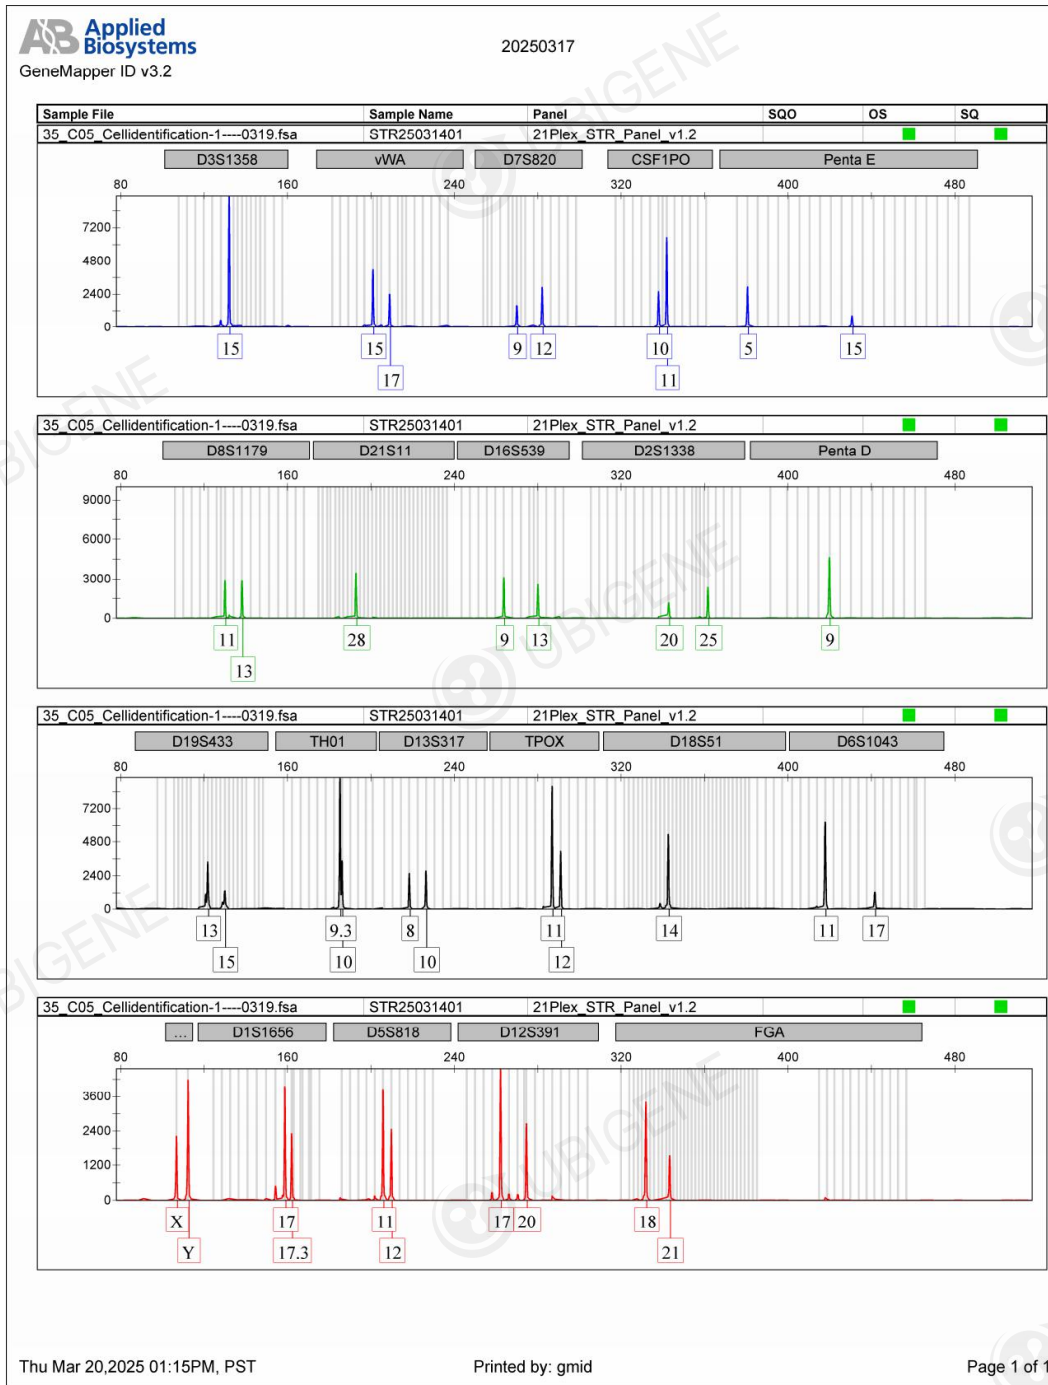 AB Applied
Biosystems
20250317
GeneMapper ID v3.2
Sample File Sample Name Panel SQO OS SQ
35_C05_Cellidentification-1----0319.fsa STR25031401 21Plex_STR_Panel_v1.2
D3S1358 vWA D7S820 CSF1PO Penta E
80 160 240 320 400 480
7200
4800
2400
0
15 15 9 12 10 5 15
17 11
35_C05_Cellidentification-1----0319.fsa STR25031401 21Plex_STR_Panel_v1.2
D8S1179 D21S11 D16S539 D2S1338 Penta D
80 160 240 320 400 480
9000
6000
3000
0
11 28 9 13 20 25 9
13
35_C05_Cellidentification-1----0319.fsa STR25031401 21Plex_STR_Panel_v1.2
D19S433 TH01 D13S317 TPOX D18S51 D6S1043
80 160 240 320 400 480
7200
4800
2400
0
13 9.3 8 11 14 11 17
15 10 10 12
35_C05_Cellidentification-1----0319.fsa STR25031401 21Plex_STR_Panel_v1.2
... D1S1656 D5S818 D12S391 FGA
80 160 240 320 400 480
3600
2400
1200
0
X 17 11 17 20 18
Y 17.3 12 21
Thu Mar 20,2025 01:15PM, PST Printed by: gmid Page 1 of 1
UBIGENE
UBIGENE
UBIGENE
UBIGENE
UBIGENE
UBIGENE